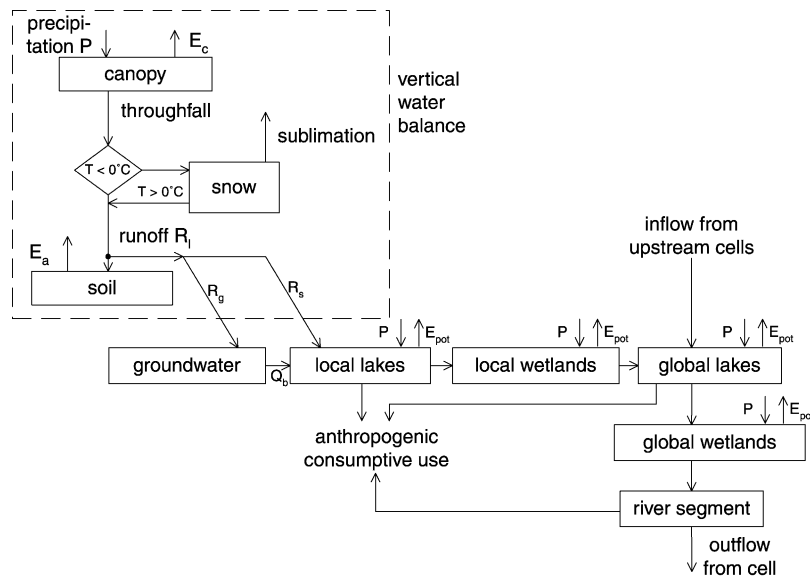 precipi-
tation P
E_c
canopy
vertical
water
balance
throughfall
sublimation
T < 0˚C
snow
T > 0˚C
runoff R_l
E_a
soil
R_g
R_s
inflow from
upstream cells
P
E_pot
P
E_pot
P
E_pot
groundwater
Q_b
local lakes
local wetlands
global lakes
anthropogenic
consumptive use
P
E_po
global wetlands
river segment
outflow
from cell